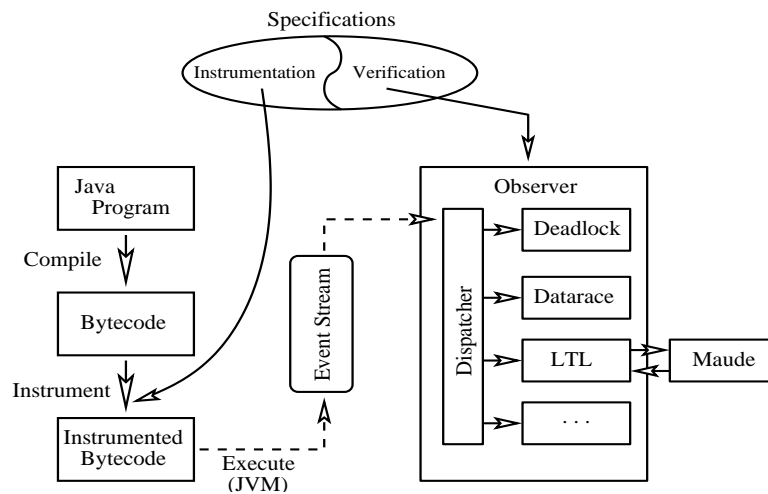 Specifications
Instrumentation
Verification
Java
Program
Compile
Bytecode
Instrument
Instrumented
Bytecode
Execute
(JVM)
Event Stream
Observer
Dispatcher
Deadlock
Datarace
LTL
. . .
Maude